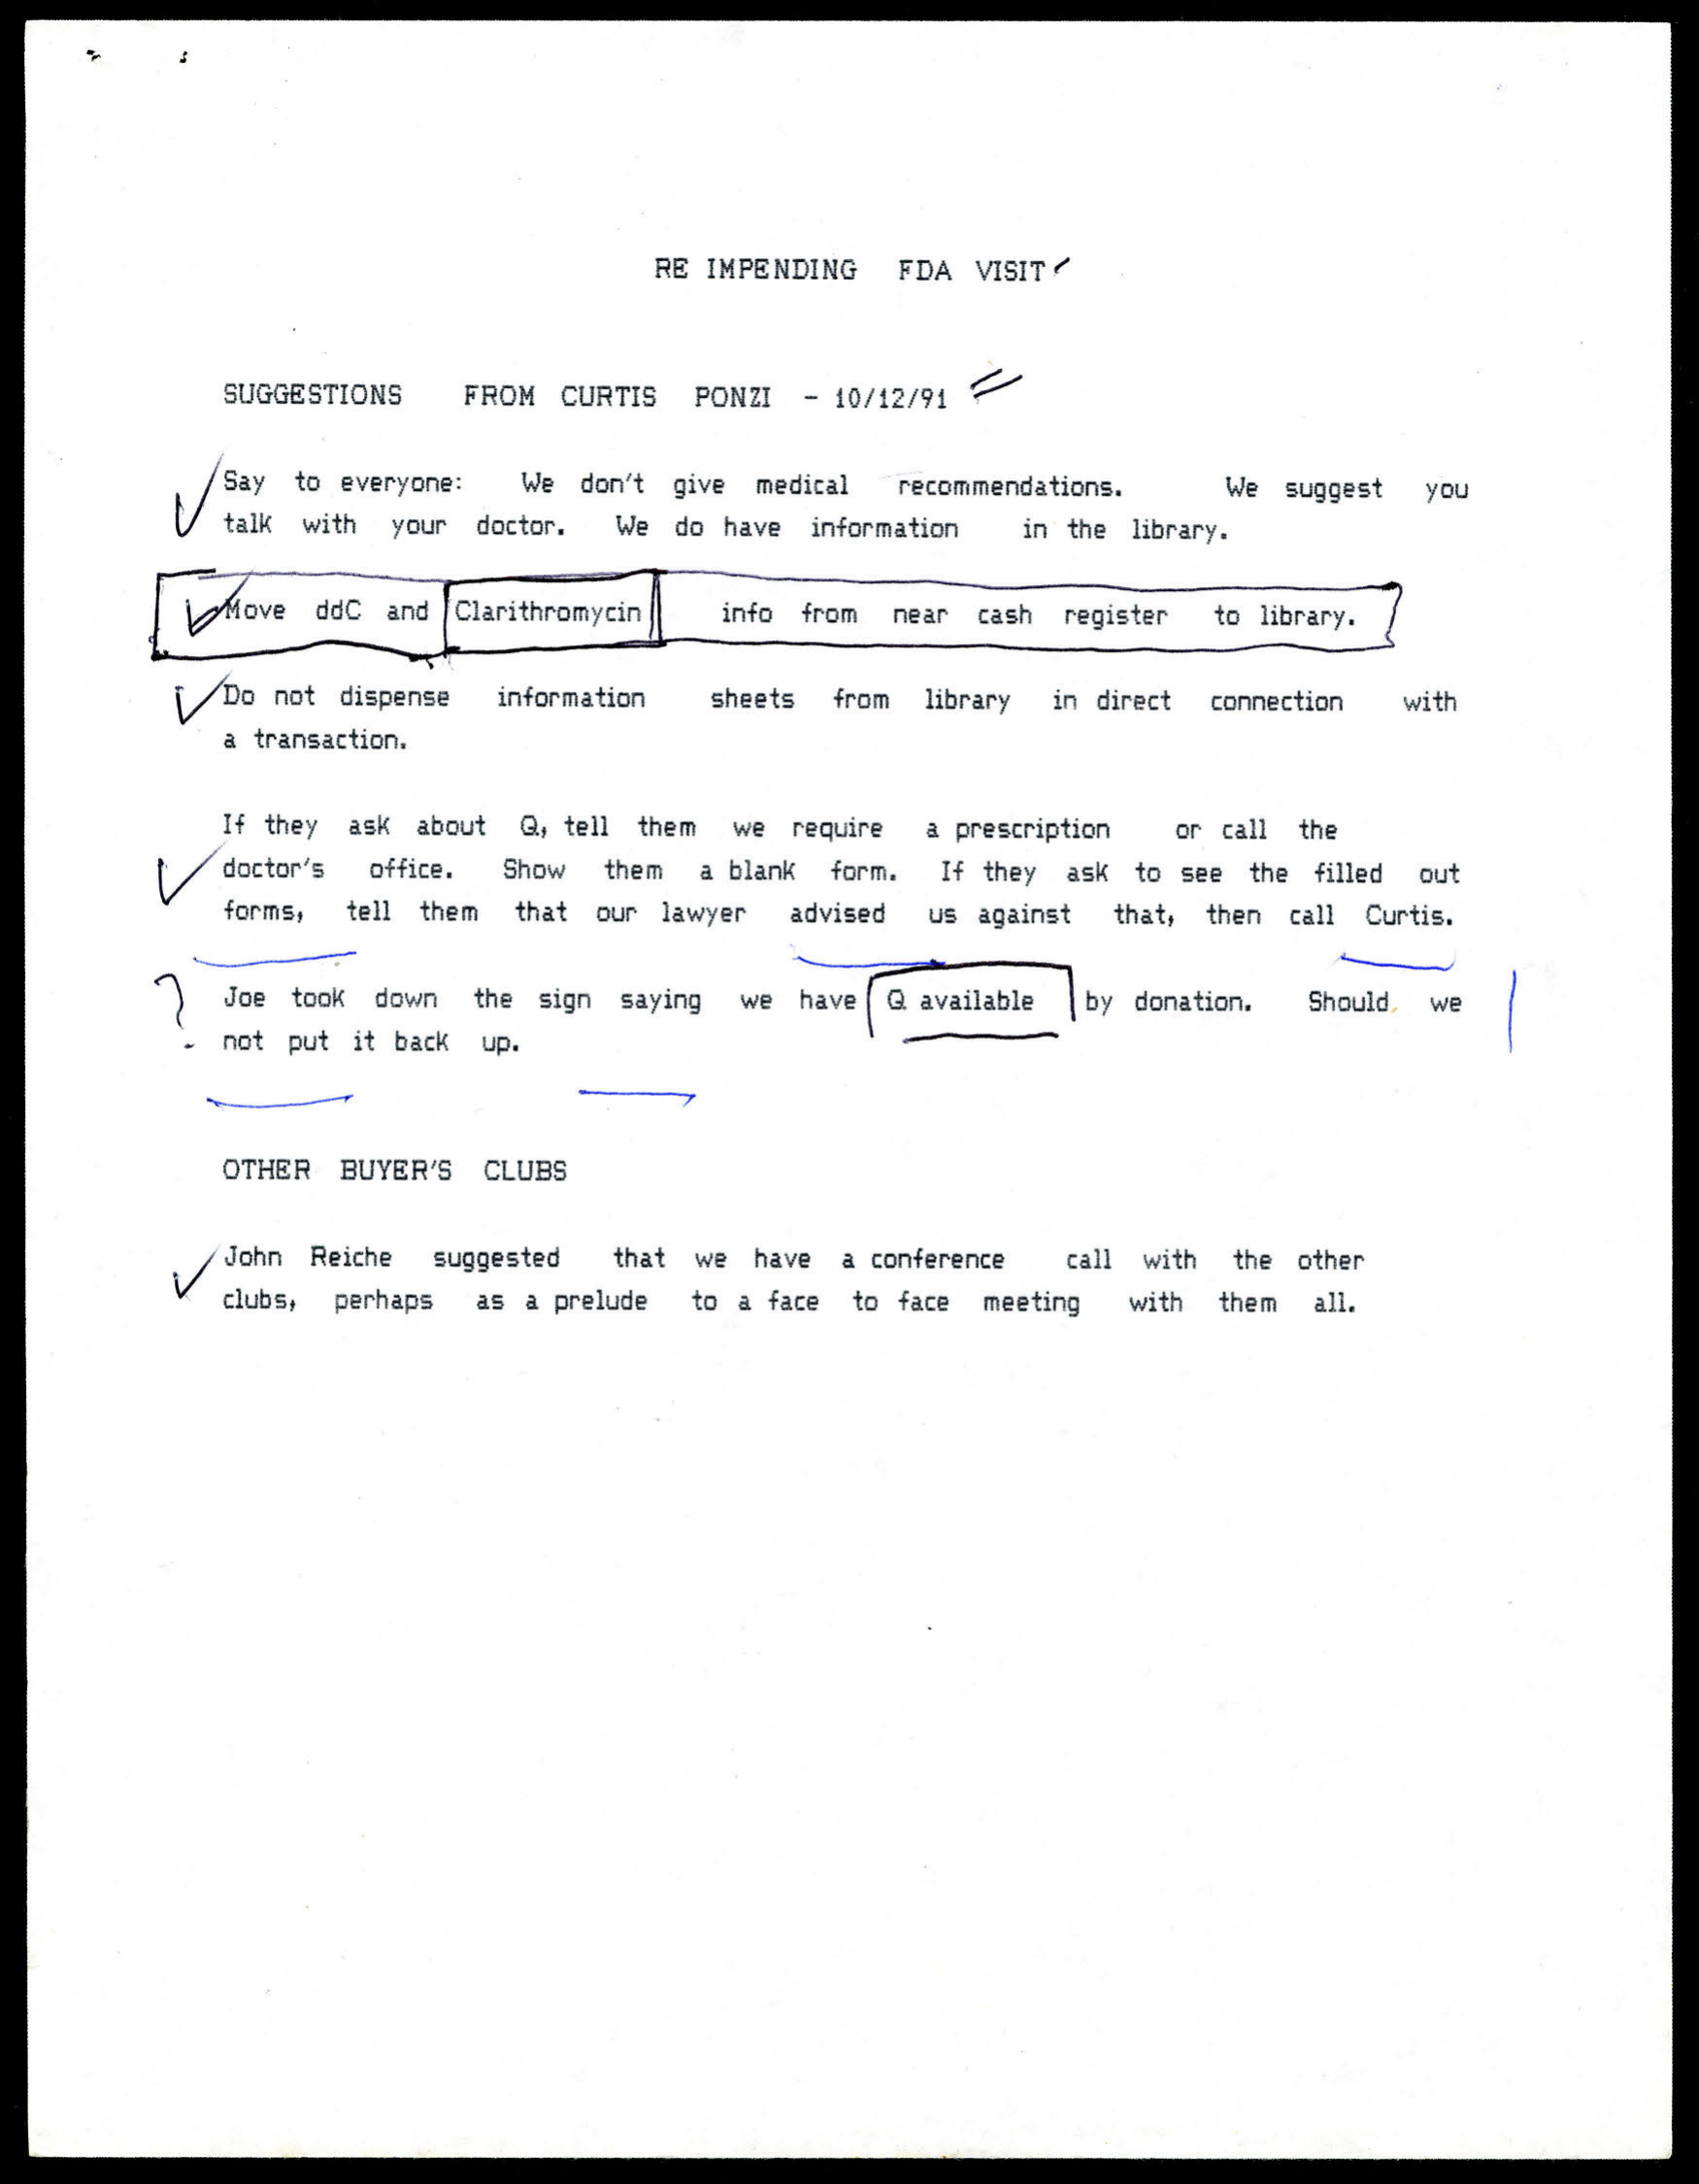 RE IMPENDING FDA VISIT
SUGGESTIONS FROM CURTIS PONZI - 10/12/91
Say to everyone: We don't give medical recommendations. We suggest you
talk with your doctor. We do have information in the library.
Move ddC and Clarithromycin info from near cash register to library.
Do not dispense information sheets from library in direct connection with
a transaction.
If they ask about Q, tell them we require a prescription or call the
doctor's office. Show them a blank form. If they ask to see the filled out
forms, tell them that our lawyer advised us against that, then call Curtis.
? Joe took down the sign saying we have Q available by donation. Should we
not put it back up.
OTHER BUYER'S CLUBS
John Reiche suggested that we have a conference call with the other
clubs, perhaps as a prelude to a face to face meeting with them all.